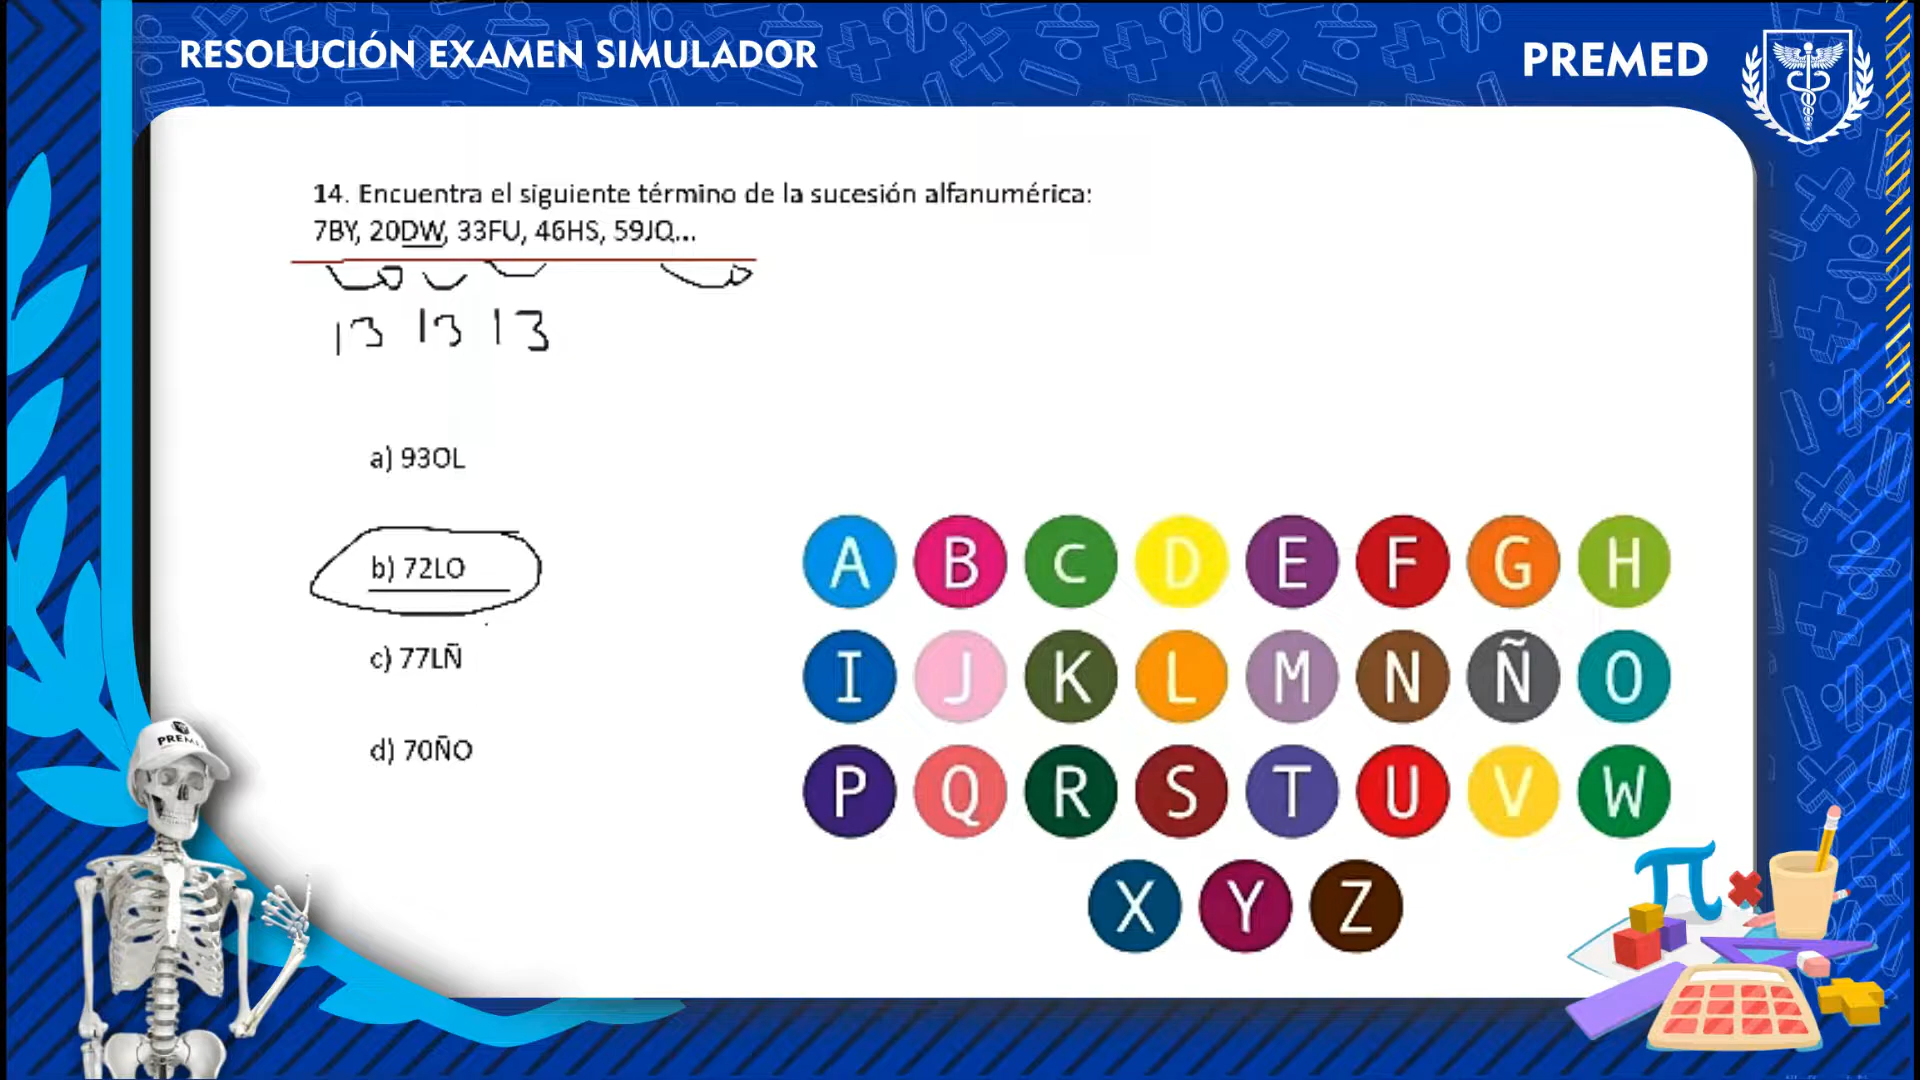 RESOLUCIÓN EXAMEN SIMULADOR
PREMED
14. Encuentra el siguiente término de la sucesión alfanumérica:
7BY, 20DW, 33FU, 46HS, 59JQ...
13 13 13
a) 93OL
b) 72LO
c) 77LÑ
d) 70ÑO
A B C D E F G H
I J K L M N Ñ O
P Q R S T U V W
X Y Z
PREMED
π